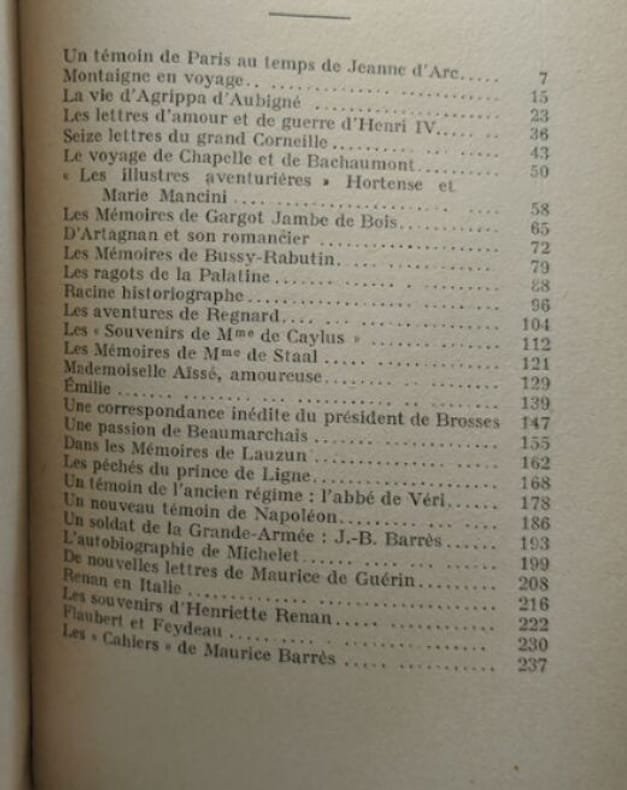 Un témoin de Paris au temps de Jeanne d'Arc..... 7
Montaigne en voyage.. .................. 15
La vie d'Agrippa d'Aubigné ............... 23
Les lettres d'amour et de guerre d'Henri IV....... 36
Seize lettres du grand Corneille ............... 43
Le voyage de Chapelle et de Bachaumont......... 50
« Les illustres aventurières » Hortense et
Marie Mancini ........................ 58
Les Mémoires de Gargot Jambe de Bois.......... 65
D'Artagnan et son romancier ................ 72
Les Mémoires de Bussy-Rabutin................ 79
Les ragots de la Palatine ..................... 88
Racine historiographe........................ 96
Les aventures de Regnard.................... 104
Les « Souvenirs de Mme de Caylus » ............ 112
Les Mémoires de Mme de Staal ................ 121
Mademoiselle Aïssé, amoureuse................. 129
Émilie ................................... 139
Une correspondance inédite du président de Brosses 147
Une passion de Beaumarchais .................. 155
Dans les Mémoires de Lauzun ................. 162
Les péchés du prince de Ligne.................. 168
Un témoin de l'ancien régime : l'abbé de Véri..... 178
Un nouveau témoin de Napoléon................ 186
Un soldat de la Grande-Armée : J.-B. Barrès...... 193
L'autobiographie de Michelet................... 199
De nouvelles lettres de Maurice de Guérin........ 208
Renan en Italie ............................. 216
Les souvenirs d'Henriette Renan................ 222
Flaubert et Feydeau ......................... 230
Les « Cahiers » de Maurice Barrès .............. 237